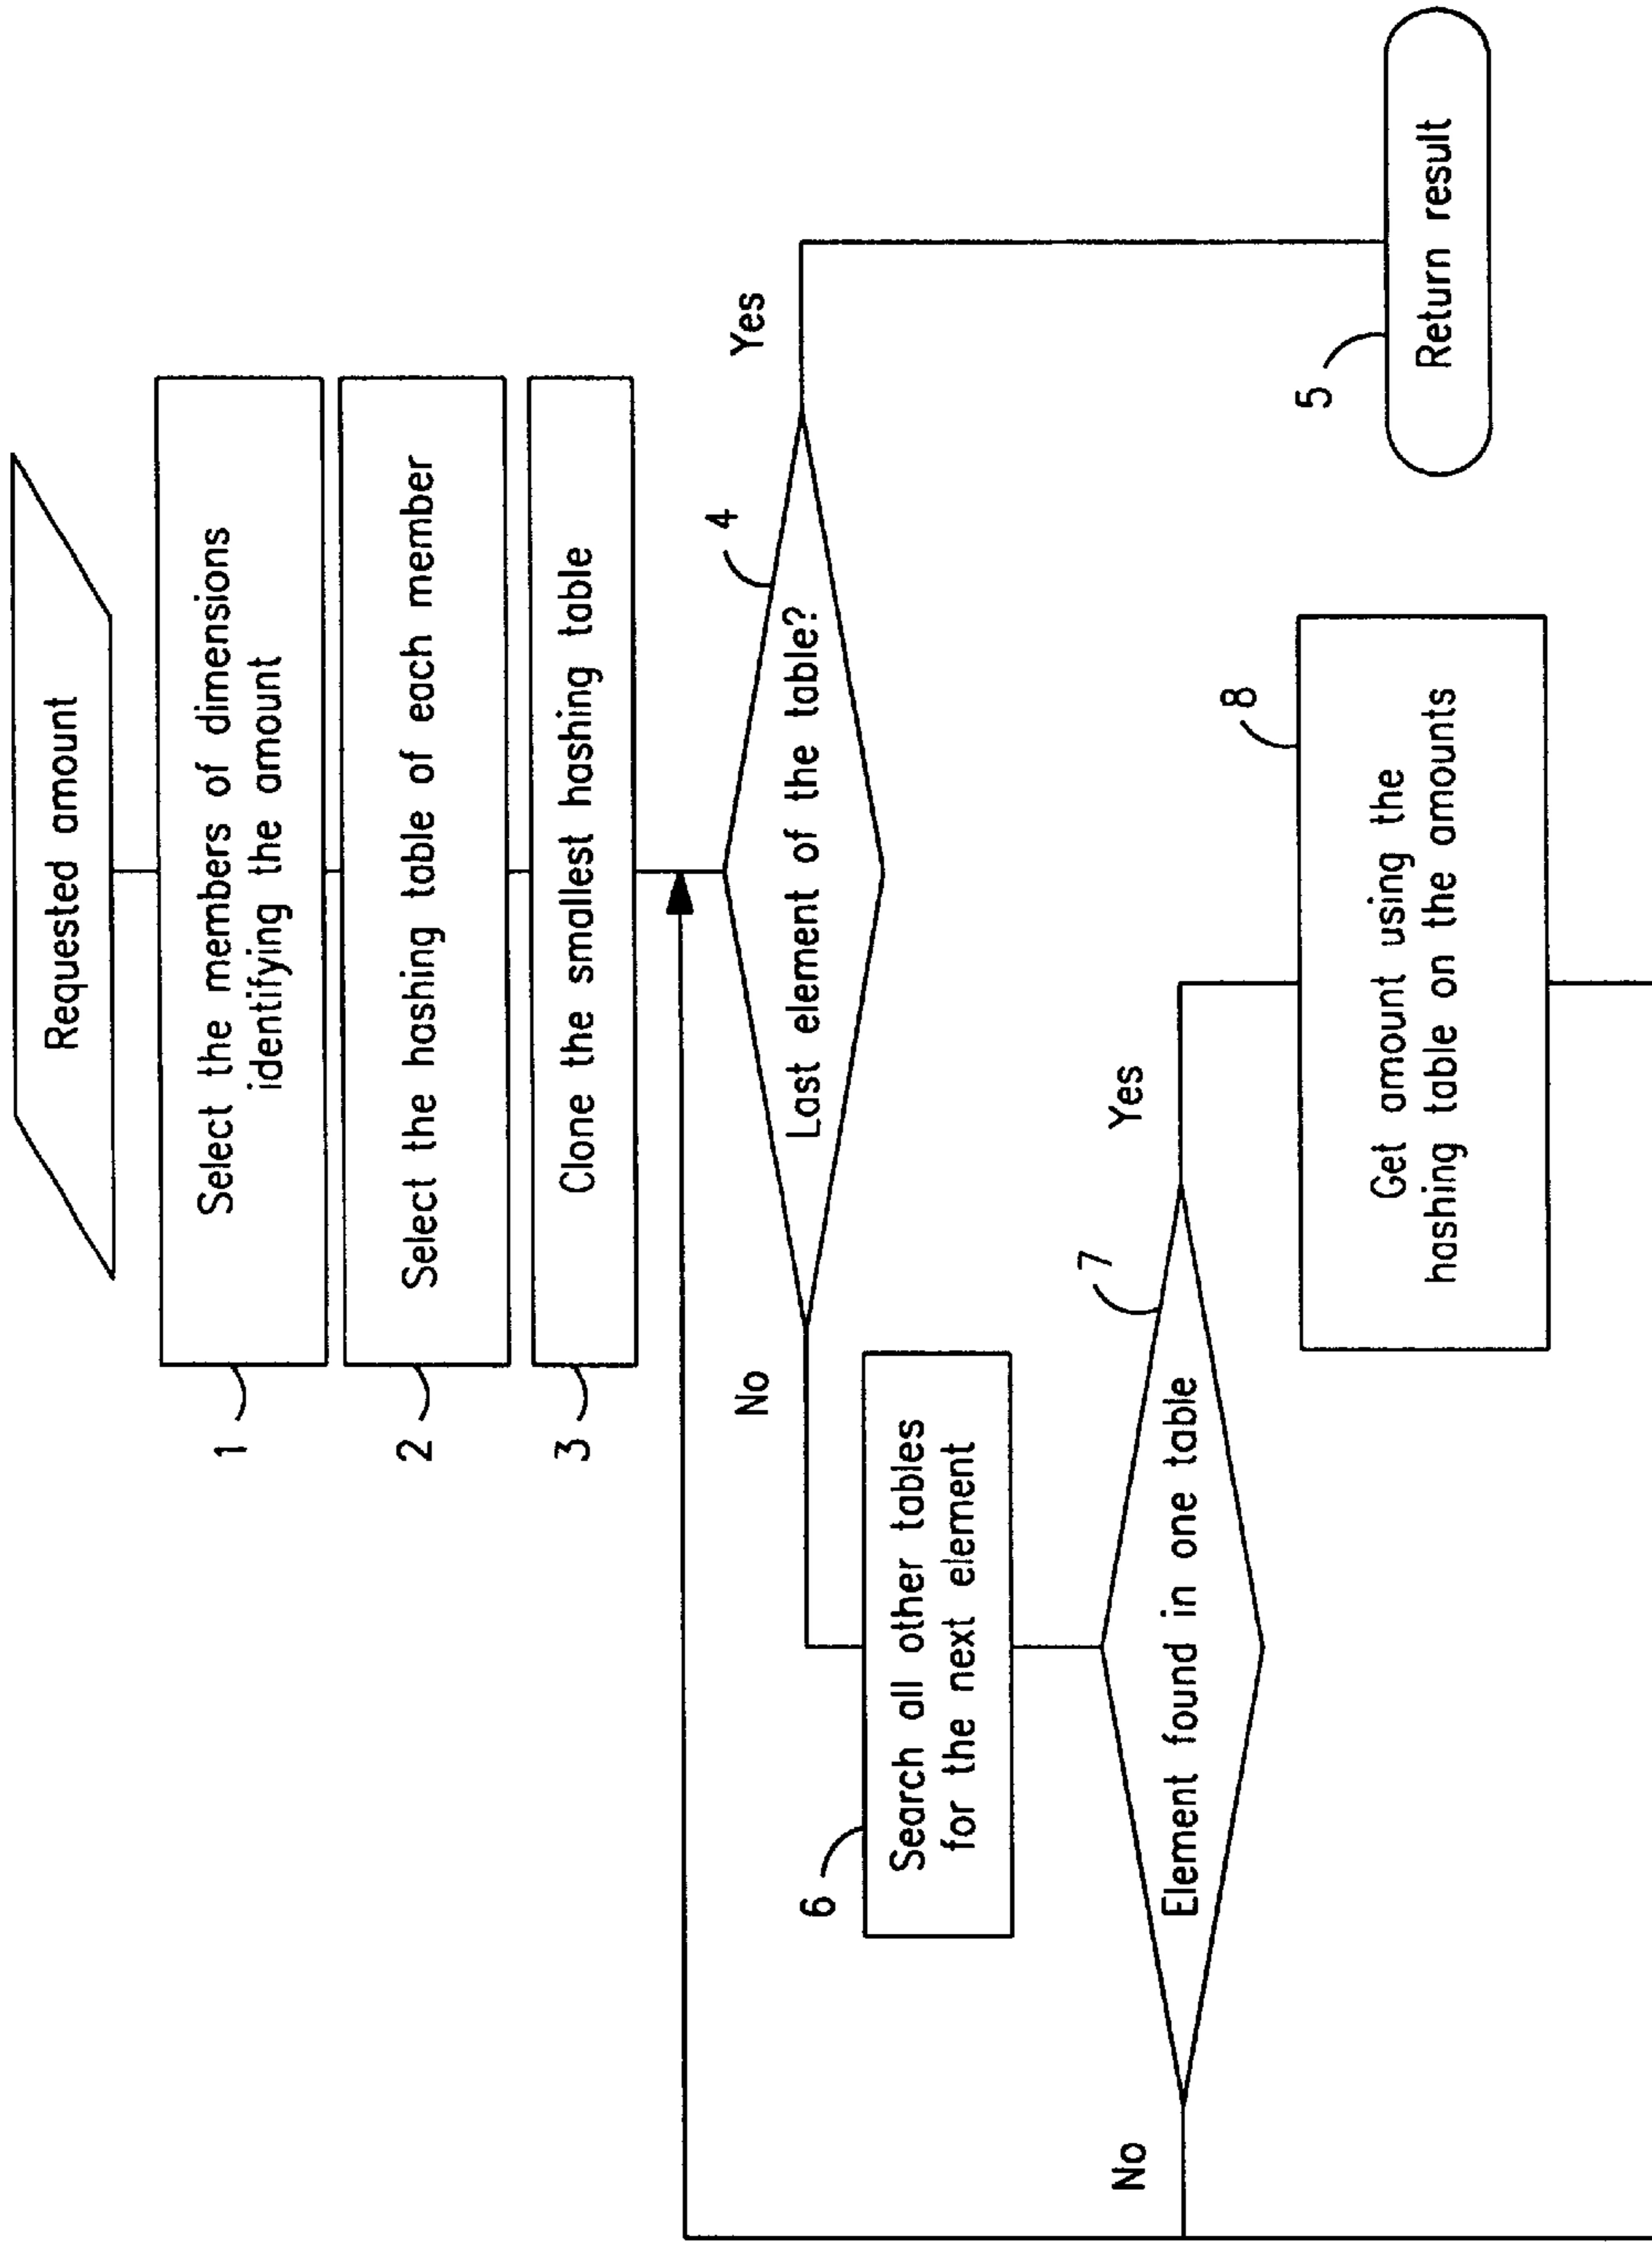 Requested amount
Select the members of dimensions
identifying the amount
1
Select the hashing table of each member
2
Clone the smallest hashing table
3
Last element of the table?
4
No
Yes
Search all other tables
for the next element
6
Element found in one table
7
No
Yes
Get amount using the
hashing table on the amounts
8
5
Return result